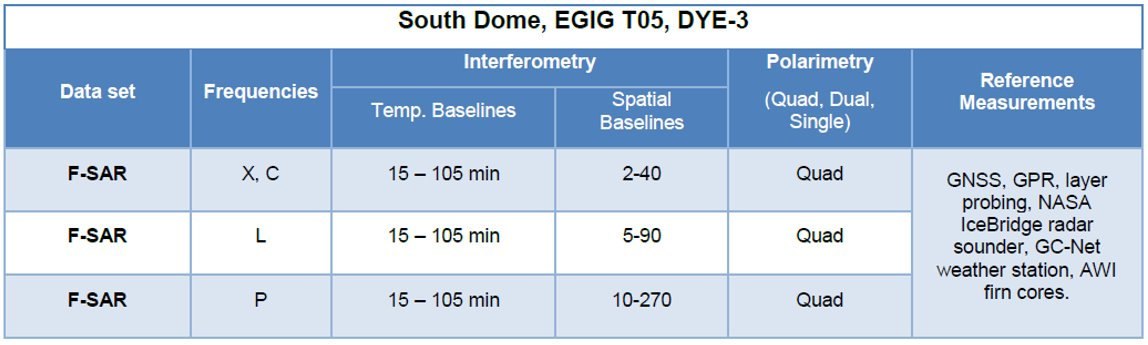 South Dome, EGIG T05, DYE-3
Data set
Frequencies
Interferometry
Polarimetry
(Quad, Dual,
Single)
Reference
Measurements
Temp. Baselines
Spatial
Baselines
F-SAR X, C 15 – 105 min 2-40 Quad
F-SAR L 15 – 105 min 5-90 Quad
F-SAR P 15 – 105 min 10-270 Quad
GNSS, GPR, layer
probing, NASA
IceBridge radar
sounder, GC-Net
weather station, AWI
firn cores.